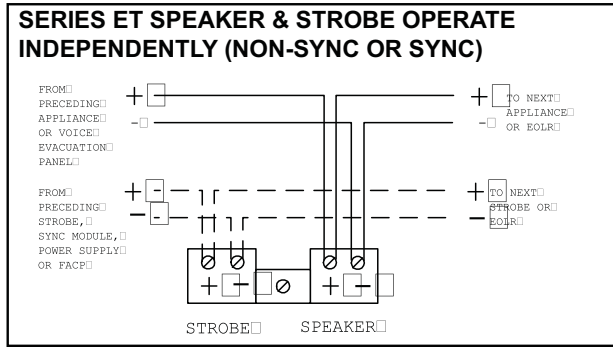 SERIES ET SPEAKER & STROBE OPERATE
INDEPENDENTLY (NON-SYNC OR SYNC)
FROM
PRECEDING
APPLIANCE
OR VOICE
EVACUATION
PANEL
+
-
+
-
TO NEXT
APPLIANCE
OR EOLR
FROM
PRECEDING
STROBE,
SYNC MODULE,
POWER SUPPLY
OR FACP
+
-
+
-
TO NEXT
STROBE OR
EOLR
+ -
+ -
STROBE
SPEAKER